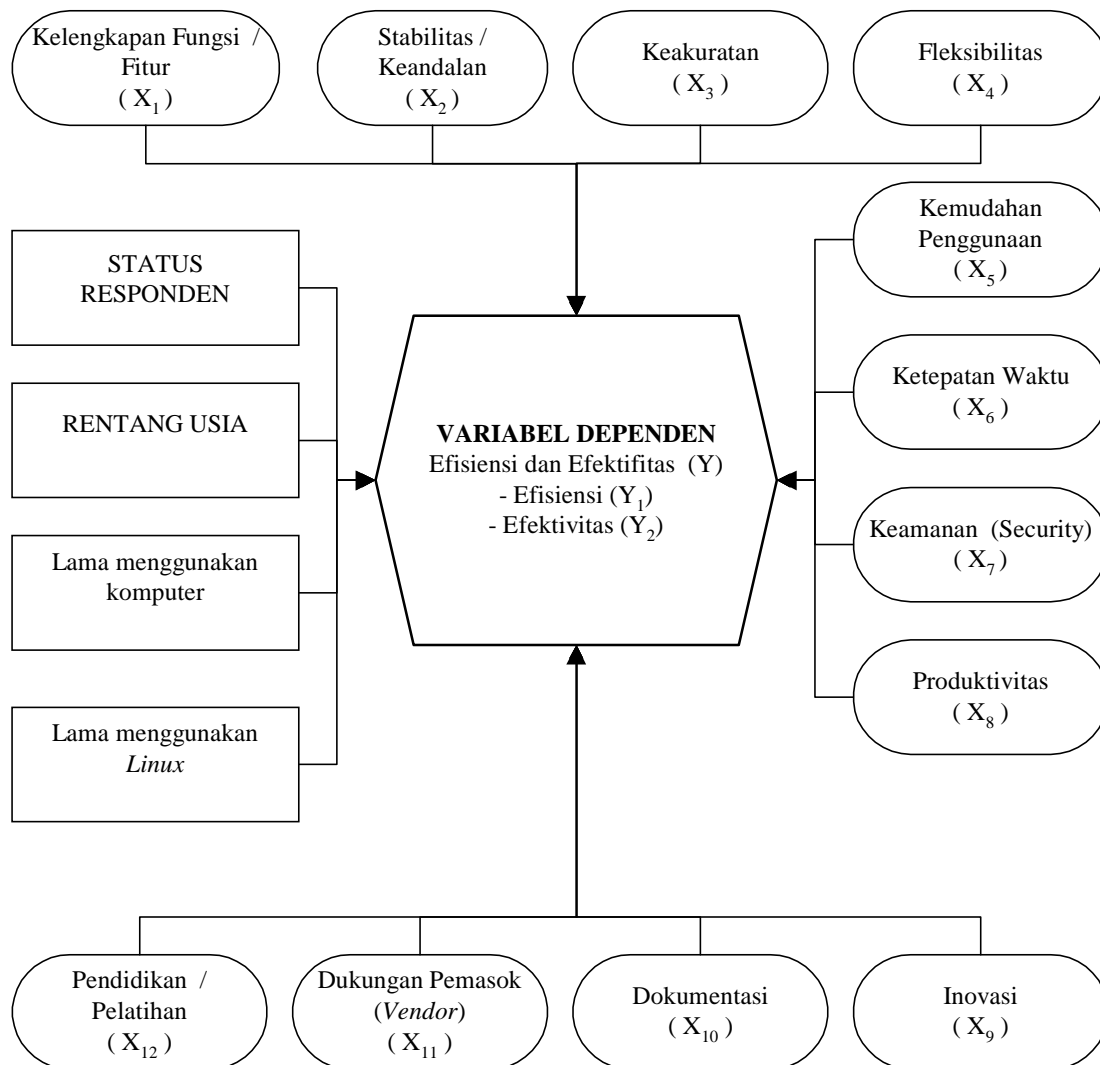 Kelengkapan Fungsi /
Fitur
( X₁ )
Stabilitas /
Keandalan
( X₂ )
Keakuratan
( X₃ )
Fleksibilitas
( X₄ )
STATUS
RESPONDEN
RENTANG USIA
Lama menggunakan
komputer
Lama menggunakan
Linux
VARIABEL DEPENDEN
Efisiensi dan Efektifitas (Y)
- Efisiensi (Y₁)
- Efektivitas (Y₂)
Kemudahan
Penggunaan
( X₅ )
Ketepatan Waktu
( X₆ )
Keamanan (Security)
( X₇ )
Produktivitas
( X₈ )
Pendidikan /
Pelatihan
( X₁₂ )
Dukungan Pemasok
(Vendor)
( X₁₁ )
Dokumentasi
( X₁₀ )
Inovasi
( X₉ )